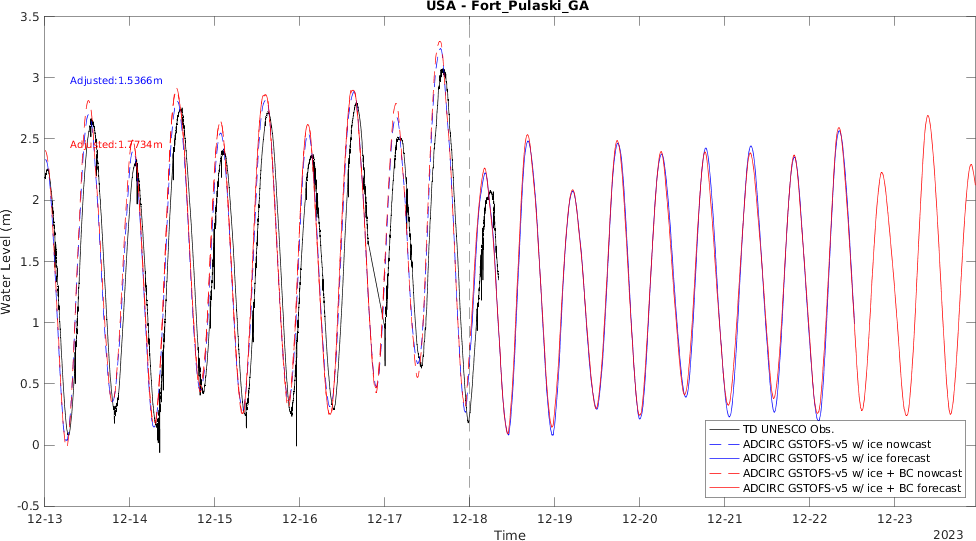 USA - Fort_Pulaski_GA
3.5
3
2.5
2
1.5
1
0.5
0
-0.5
Water Level (m)
Adjusted:1.5366m
Adjusted:1.7734m
TD UNESCO Obs.
ADCIRC GSTOFS-v5 w/ ice nowcast
ADCIRC GSTOFS-v5 w/ ice forecast
ADCIRC GSTOFS-v5 w/ ice + BC nowcast
ADCIRC GSTOFS-v5 w/ ice + BC forecast
12-13 12-14 12-15 12-16 12-17 12-18 12-19 12-20 12-21 12-22 12-23
Time
2023